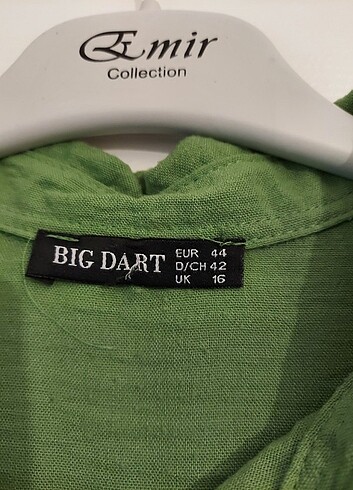 Emir
Collection
BIG DART
EUR 44
D/CH 42
UK 16